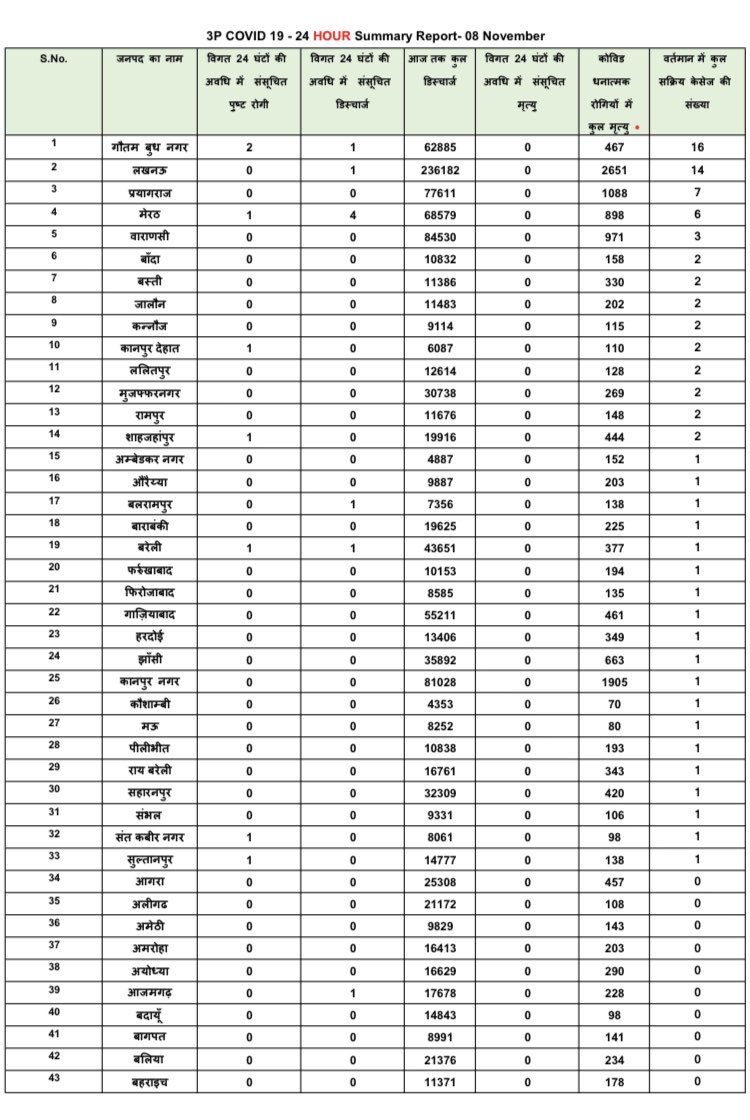 3P COVID 19 - 24 HOUR Summary Report- 08 November
S.No. जनपद का नाम विगत 24 घंटों की अवधि में संसूचित पुष्ट रोगी विगत 24 घंटों की अवधि में संसूचित डिस्चार्ज आज तक कुल डिस्चार्ज विगत 24 घंटों की अवधि में संसूचित मृत्यु कोविड धनात्मक रोगियों में कुल मृत्यु वर्तमान में कुल सक्रिय केसेज की संख्या
1 गौतम बुध नगर 2 1 62885 0 467 16
2 लखनऊ 0 1 236182 0 2651 14
3 प्रयागराज 0 0 77611 0 1088 7
4 मेरठ 1 4 68579 0 898 6
5 वाराणसी 0 0 84530 0 971 3
6 बाँदा 0 0 10832 0 158 2
7 बस्ती 0 0 11386 0 330 2
8 जालौन 0 0 11483 0 202 2
9 कन्नौज 0 0 9114 0 115 2
10 कानपुर देहात 1 0 6087 0 110 2
11 ललितपुर 0 0 12614 0 128 2
12 मुजफ्फरनगर 0 0 30738 0 269 2
13 रामपुर 0 0 11676 0 148 2
14 शाहजहांपुर 1 0 19916 0 444 2
15 अम्बेडकर नगर 0 0 4887 0 152 1
16 औरैय्या 0 0 9887 0 203 1
17 बलरामपुर 0 1 7356 0 138 1
18 बाराबंकी 0 0 19625 0 225 1
19 बरेली 1 1 43651 0 377 1
20 फर्रुखाबाद 0 0 10153 0 194 1
21 फिरोजाबाद 0 0 8585 0 135 1
22 गाज़ियाबाद 0 0 55211 0 461 1
23 हरदोई 0 0 13406 0 349 1
24 झाँसी 0 0 35892 0 663 1
25 कानपुर नगर 0 0 81028 0 1905 1
26 कौशाम्बी 0 0 4353 0 70 1
27 मऊ 0 0 8252 0 80 1
28 पीलीभीत 0 0 10838 0 193 1
29 राय बरेली 0 0 16761 0 343 1
30 सहारनपुर 0 0 32309 0 420 1
31 संभल 0 0 9331 0 106 1
32 संत कबीर नगर 1 0 8061 0 98 1
33 सुल्तानपुर 1 0 14777 0 138 1
34 आगरा 0 0 25308 0 457 0
35 अलीगढ 0 0 21172 0 108 0
36 अमेठी 0 0 9829 0 143 0
37 अमरोहा 0 0 16413 0 203 0
38 अयोध्या 0 0 16629 0 290 0
39 आजमगढ़ 0 1 17678 0 228 0
40 बदायूँ 0 0 14843 0 98 0
41 बागपत 0 0 8991 0 141 0
42 बलिया 0 0 21376 0 234 0
43 बहराइच 0 0 11371 0 178 0